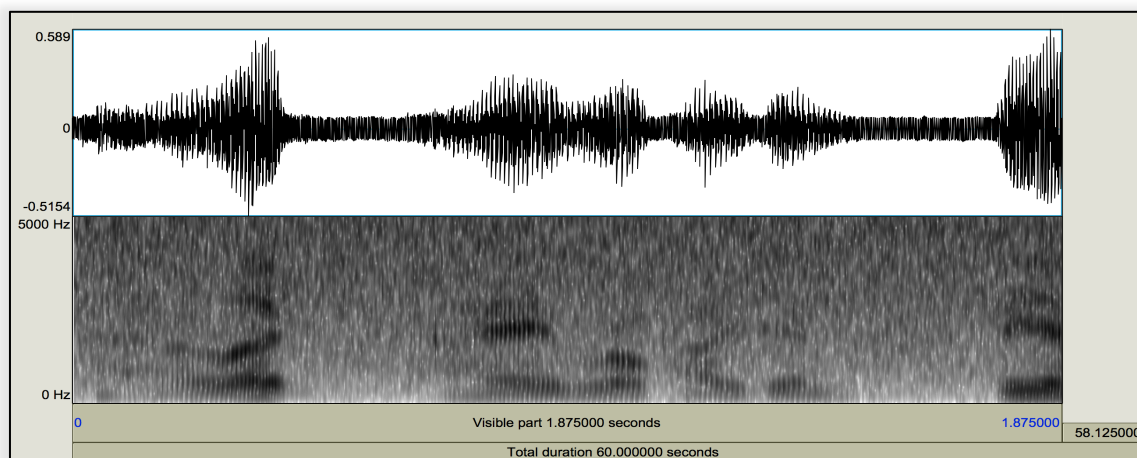 0.589
0
-0.5154
5000 Hz
0 Hz
0 Visible part 1.875000 seconds 1.875000
58.125000
Total duration 60.000000 seconds